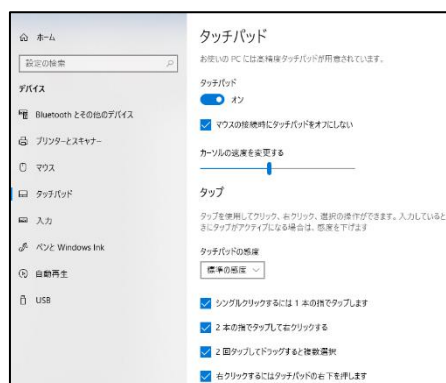 ホーム
設定の検索
デバイス
Bluetooth とその他のデバイス
プリンターとスキャナー
マウス
タッチパッド
入力
ペンと Windows Ink
自動再生
USB
タッチパッド
お使いの PC には高精度タッチパッドが用意されています。
タッチパッド
オン
マウスの接続時にタッチパッドをオフにしない
カーソルの速度を変更する
タップ
タップを使用してクリック、右クリック、選択の操作ができます。入力していると
きにタップがアクティブになる場合は、感度を下げます
タッチパッドの感度
標準の感度
シングルクリックするには 1 本の指でタップします
2 本の指でタップして右クリックする
2 回タップしてドラッグすると複数選択
右クリックするにはタッチパッドの右下を押します